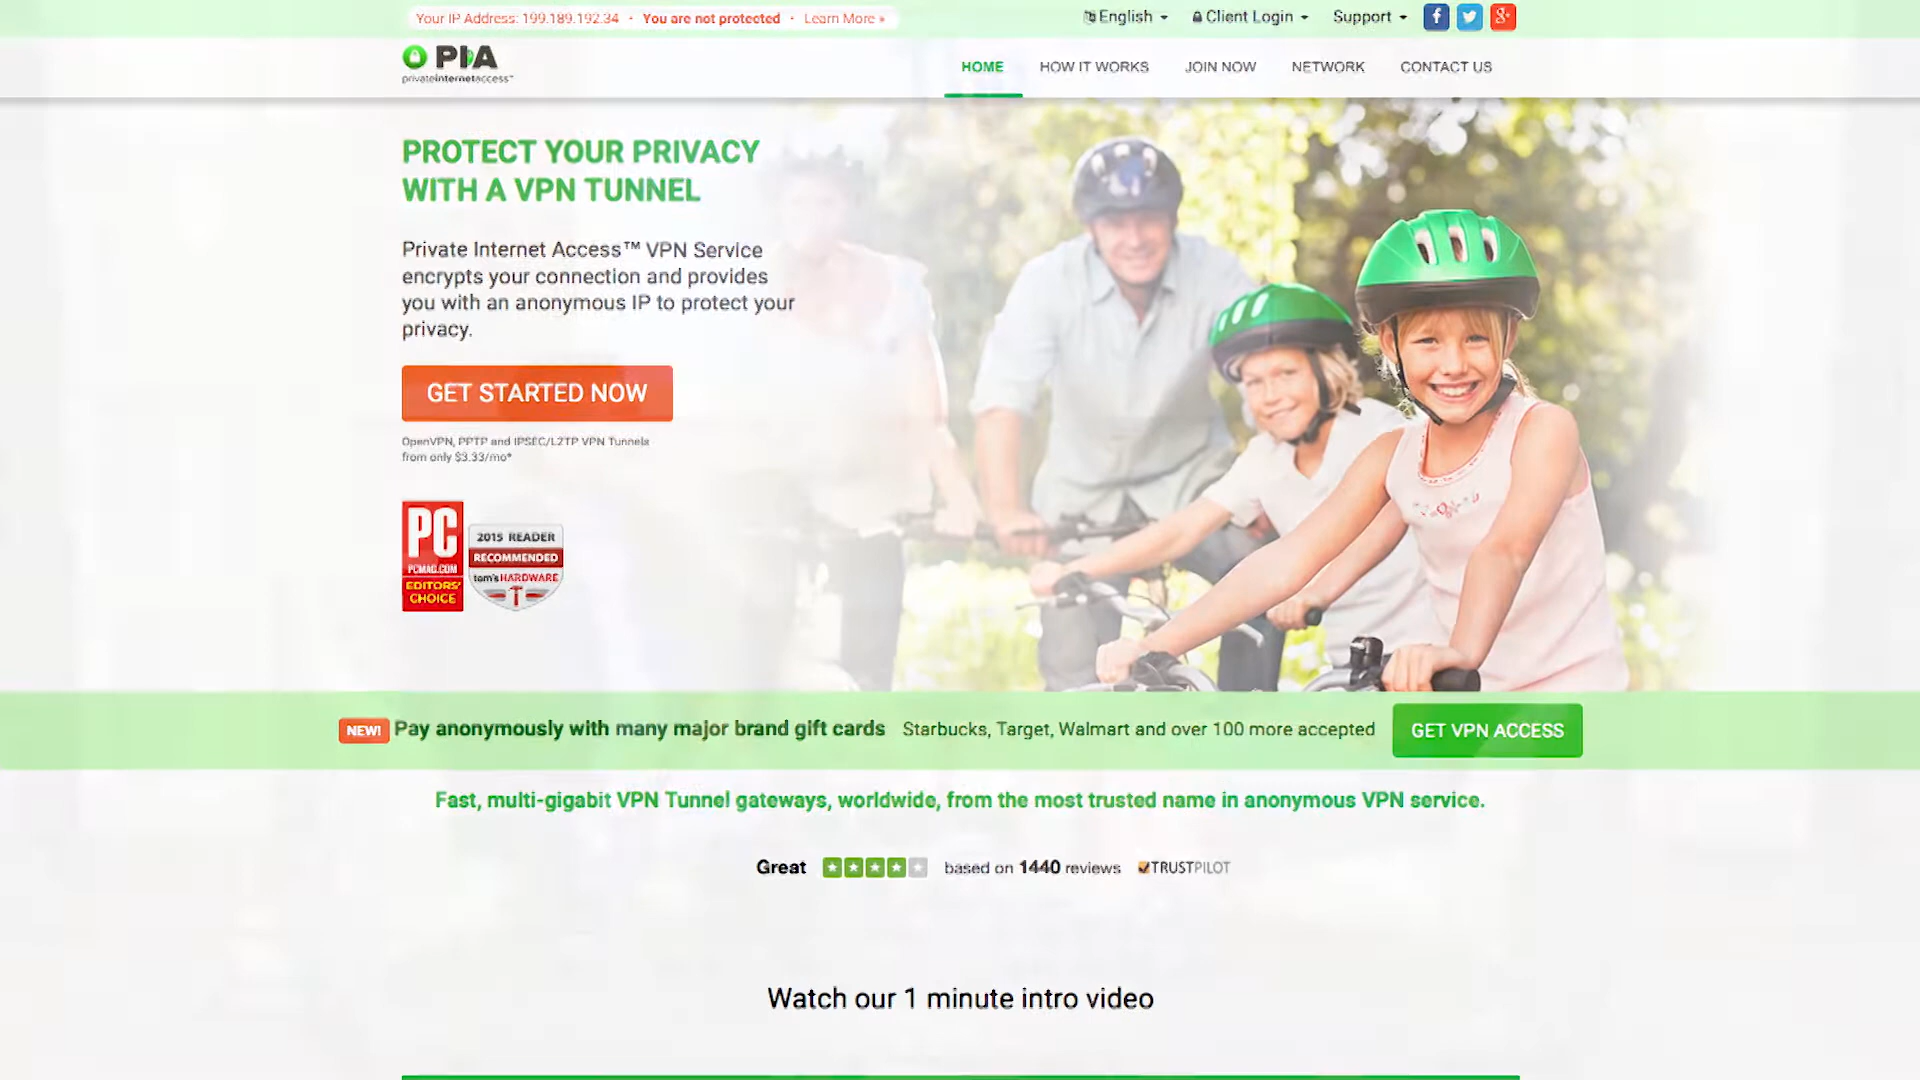 Your IP Address: 199.189.192.34 · You are not protected · Learn More »
English Client Login Support
PIA
privateinternetaccess™
HOME HOW IT WORKS JOIN NOW NETWORK CONTACT US
PROTECT YOUR PRIVACY
WITH A VPN TUNNEL
Private Internet Access™ VPN Service
encrypts your connection and provides
you with an anonymous IP to protect your
privacy.
GET STARTED NOW
OpenVPN, PPTP and IPSEC/L2TP VPN Tunnels
from only $3.33/mo*
PC
PCMAG.COM
EDITORS'
CHOICE
2015 READER
RECOMMENDED
tom's HARDWARE
NEW! Pay anonymously with many major brand gift cards Starbucks, Target, Walmart and over 100 more accepted GET VPN ACCESS
Fast, multi-gigabit VPN Tunnel gateways, worldwide, from the most trusted name in anonymous VPN service.
Great based on 1440 reviews TRUSTPILOT
Watch our 1 minute intro video